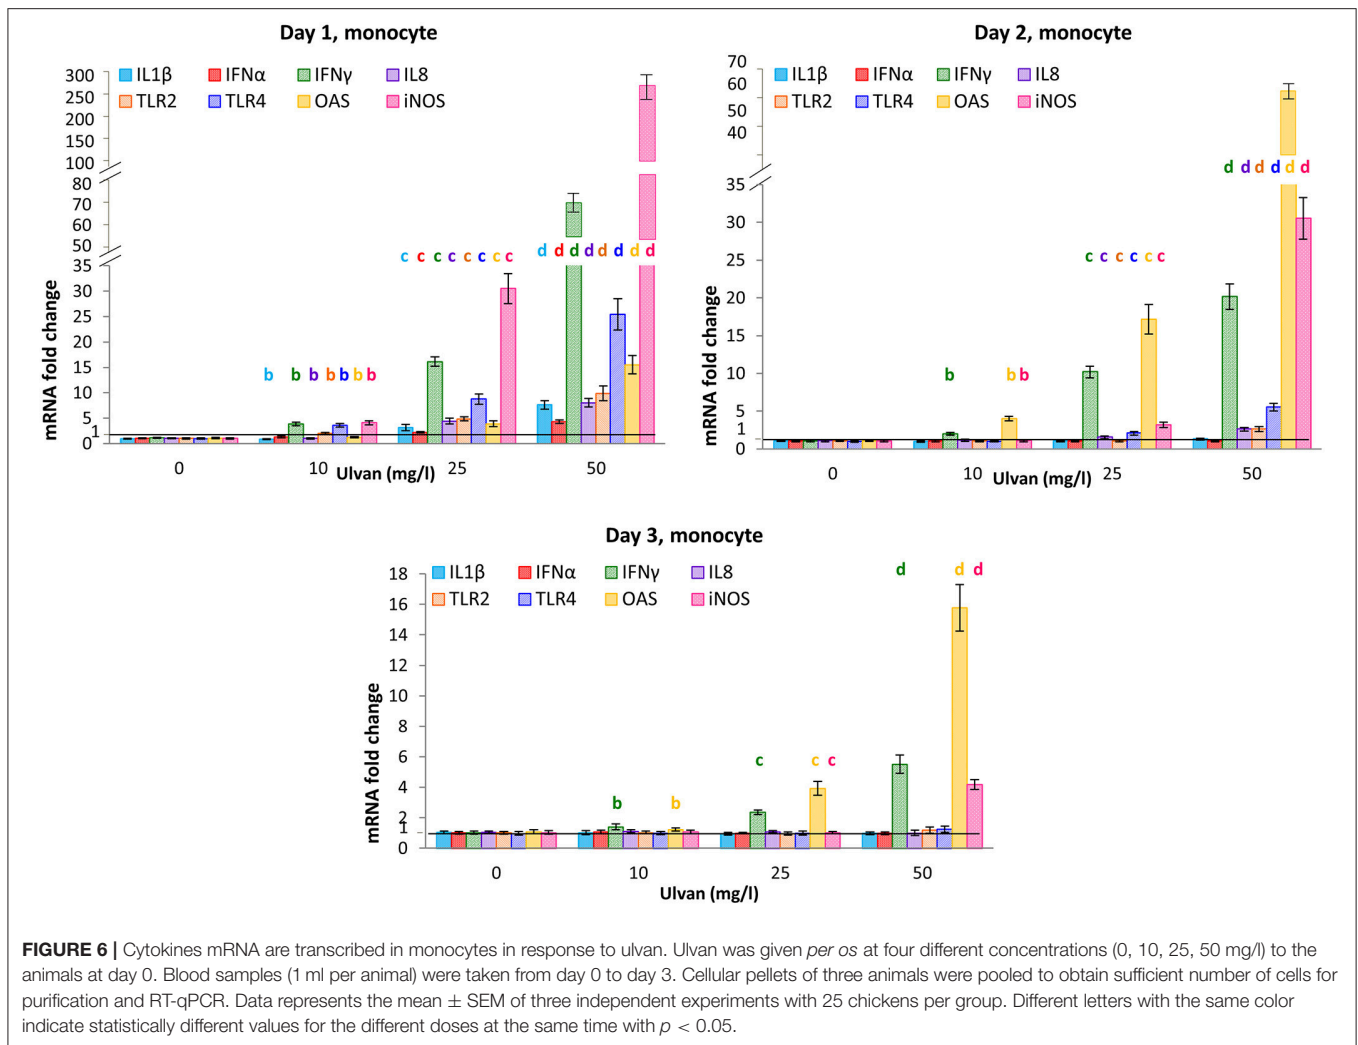 Day 1, monocyte
IL1β IFNα IFNγ IL8
TLR2 TLR4 OAS iNOS
300
250
200
150
100
80
70
60
50
35
30
25
20
15
10
5
1
0
mRNA fold change
b b b b b b b
c c c c c c c c
d d d d d d d d
0 10 25 50
Ulvan (mg/l)
Day 2, monocyte
IL1β IFNα IFNγ IL8
TLR2 TLR4 OAS iNOS
70
60
50
40
35
30
25
20
15
10
5
1
0
mRNA fold change
b b b
c c c c c c
d d d d d d
0 10 25 50
Ulvan (mg/l)
Day 3, monocyte
IL1β IFNα IFNγ IL8
TLR2 TLR4 OAS iNOS
18
16
14
12
10
8
6
4
2
1
0
mRNA fold change
b b
c c c
d d d
0 10 25 50
Ulvan (mg/l)
FIGURE 6 | Cytokines mRNA are transcribed in monocytes in response to ulvan. Ulvan was given per os at four different concentrations (0, 10, 25, 50 mg/l) to the
animals at day 0. Blood samples (1 ml per animal) were taken from day 0 to day 3. Cellular pellets of three animals were pooled to obtain sufficient number of cells for
purification and RT-qPCR. Data represents the mean ± SEM of three independent experiments with 25 chickens per group. Different letters with the same color
indicate statistically different values for the different doses at the same time with p < 0.05.